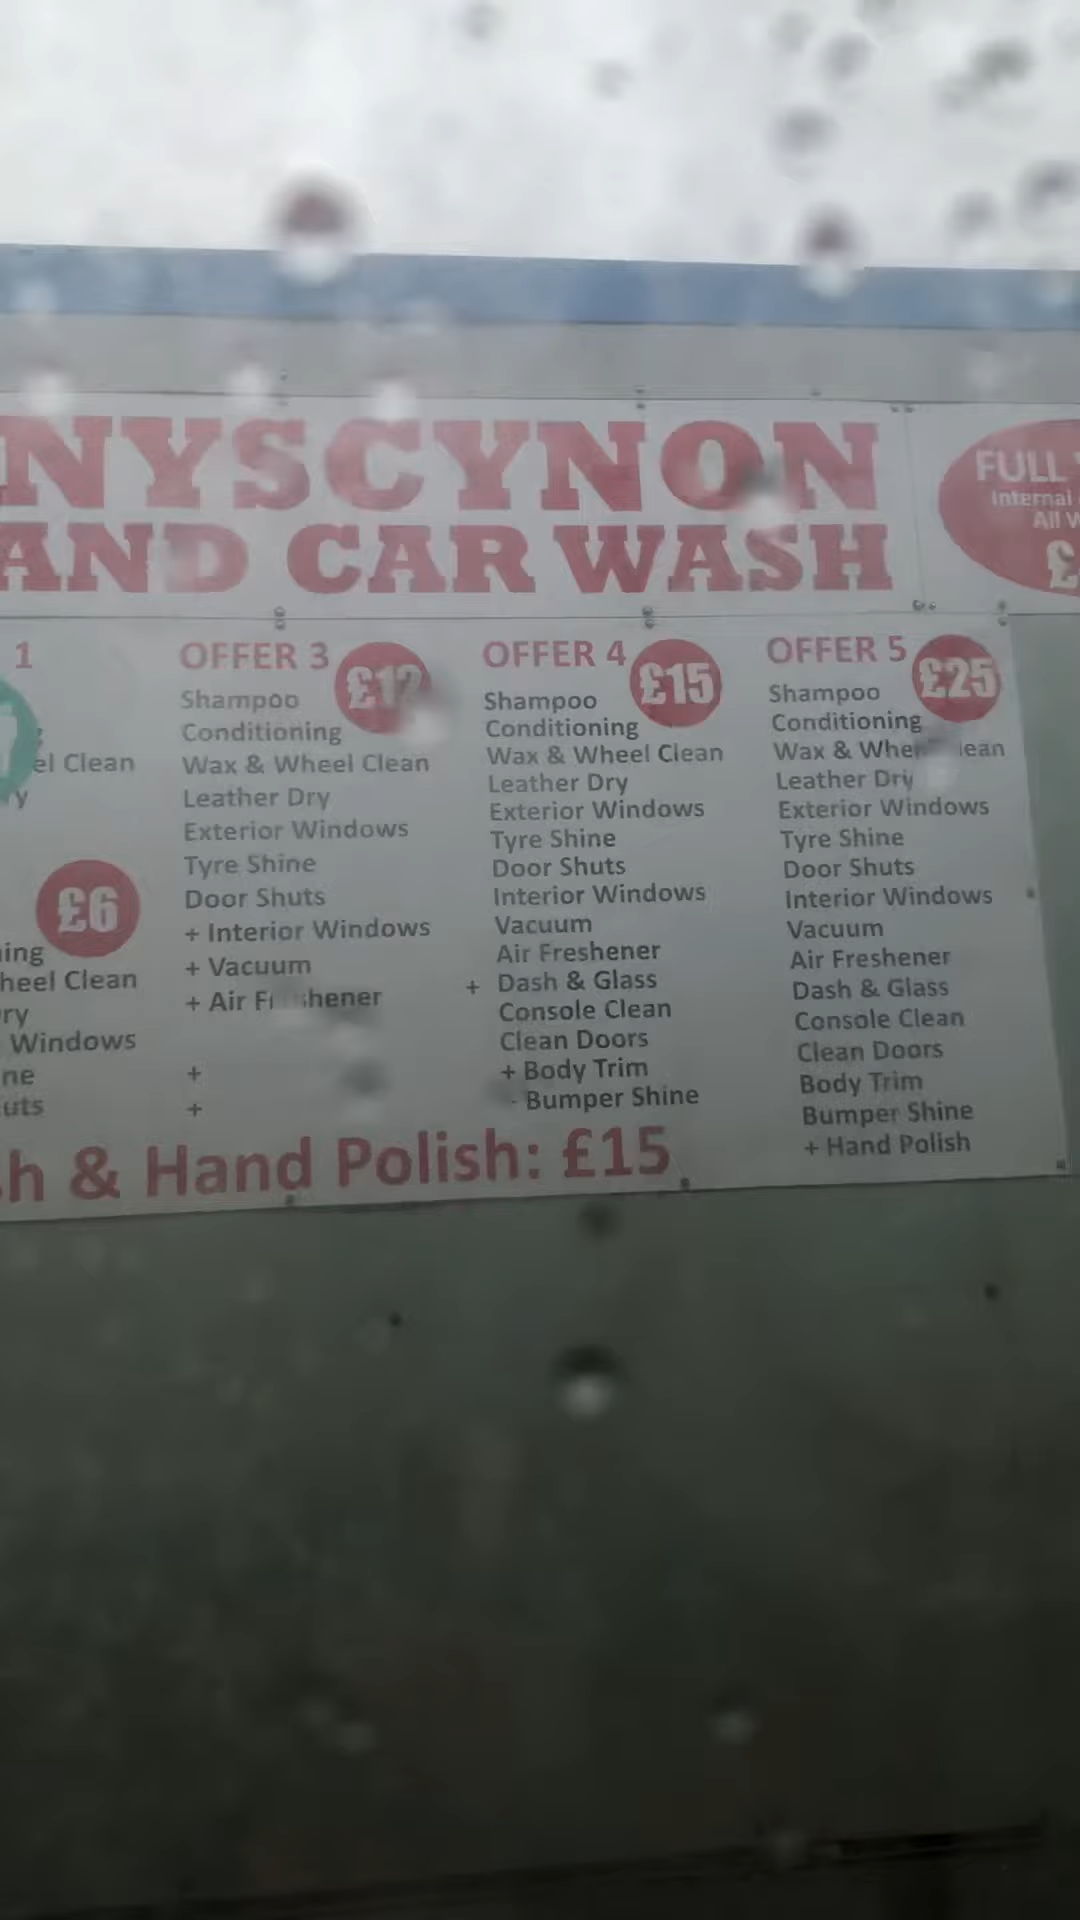 NYSCYNON
AND CAR WASH
FULL
Internal
All W
£
1
el Clean
ry
£6
ing
heel Clean
ry
Windows
ne
uts
OFFER 3
Shampoo
Conditioning
Wax & Wheel Clean
Leather Dry
Exterior Windows
Tyre Shine
Door Shuts
+ Interior Windows
+ Vacuum
+ Air Freshener
+
+
OFFER 4 £15
Shampoo
Conditioning
Wax & Wheel Clean
Leather Dry
Exterior Windows
Tyre Shine
Door Shuts
Interior Windows
Vacuum
Air Freshener
+ Dash & Glass
Console Clean
Clean Doors
+ Body Trim
Bumper Shine
OFFER 5 £25
Shampoo
Conditioning
Wax & Wheel Clean
Leather Dry
Exterior Windows
Tyre Shine
Door Shuts
Interior Windows
Vacuum
Air Freshener
Dash & Glass
Console Clean
Clean Doors
Body Trim
Bumper Shine
+ Hand Polish
sh & Hand Polish: £15